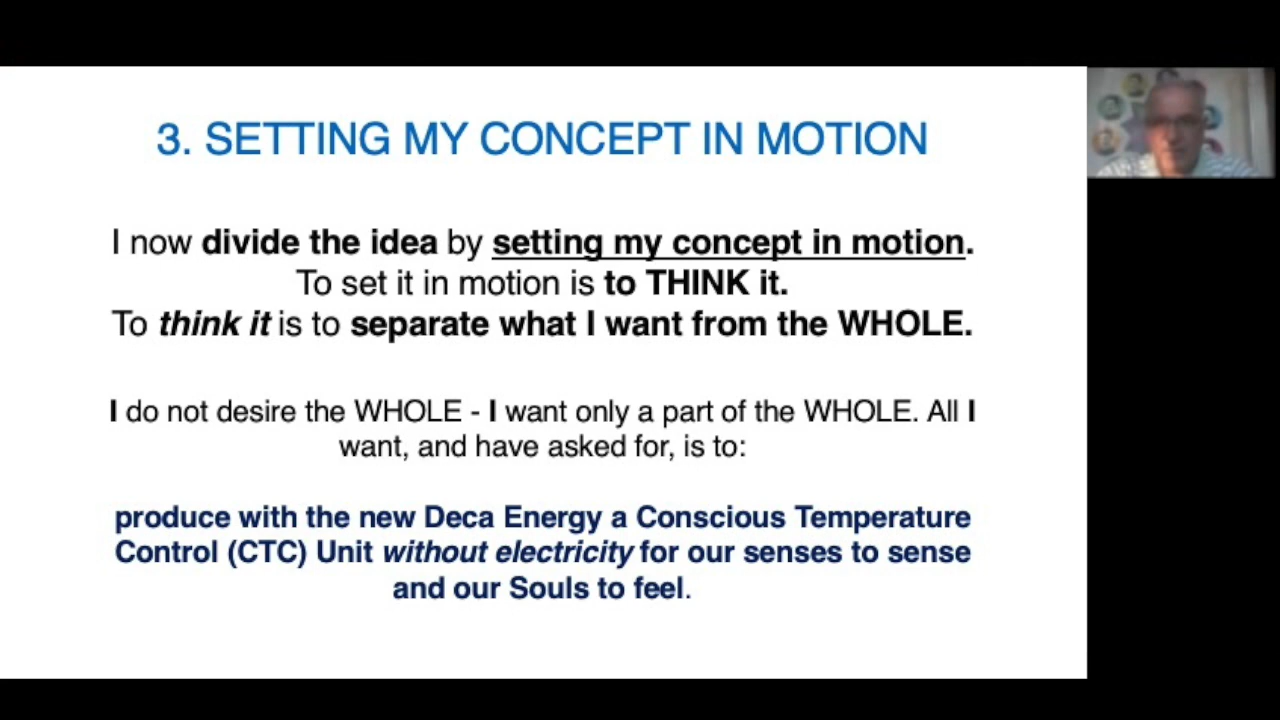 3. SETTING MY CONCEPT IN MOTION
I now divide the idea by setting my concept in motion.
To set it in motion is to THINK it.
To think it is to separate what I want from the WHOLE.
I do not desire the WHOLE - I want only a part of the WHOLE. All I
want, and have asked for, is to:
produce with the new Deca Energy a Conscious Temperature
Control (CTC) Unit without electricity for our senses to sense
and our Souls to feel.